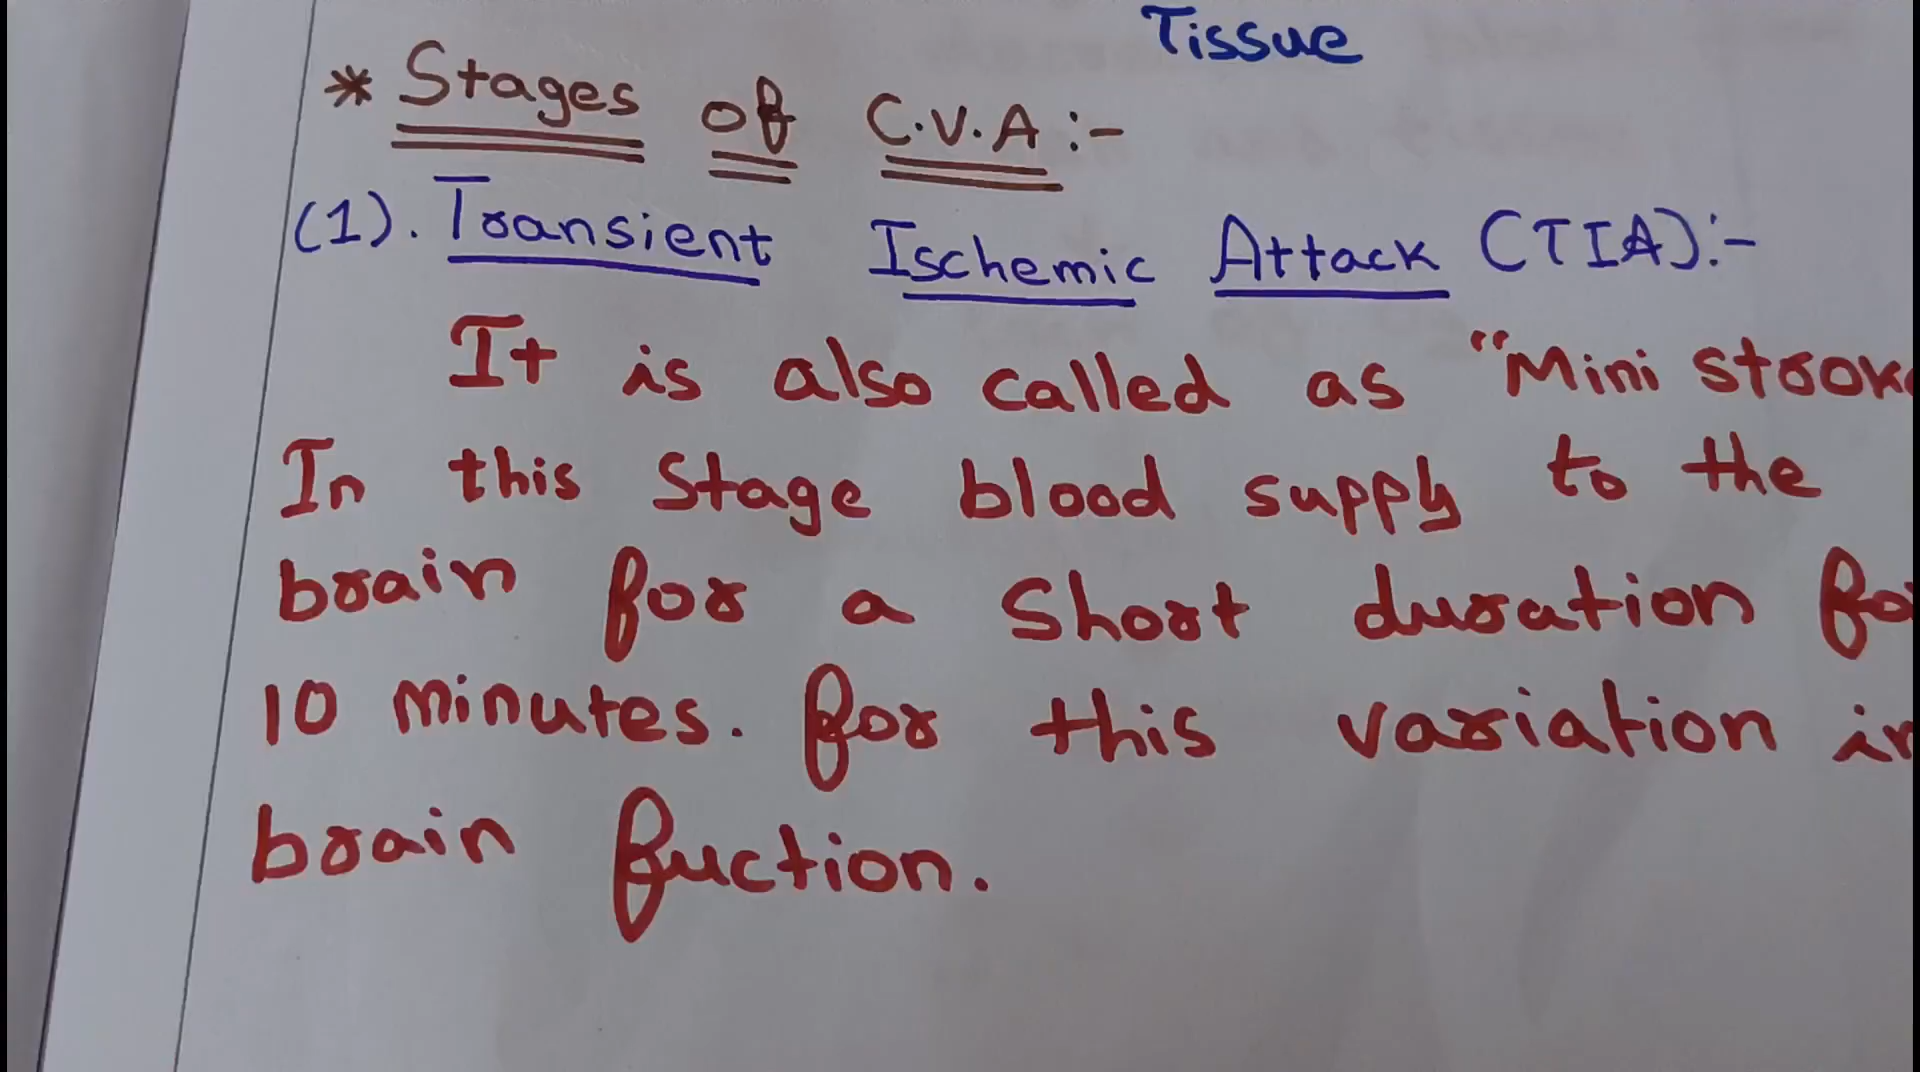 Tissue
* Stages of C.V.A :-
(1). Transient Ischemic Attack (TIA):-
It is also called as "Mini stroke
In this Stage blood supply to the
brain for a Short duration for
10 minutes. for this variation in
brain fuction.